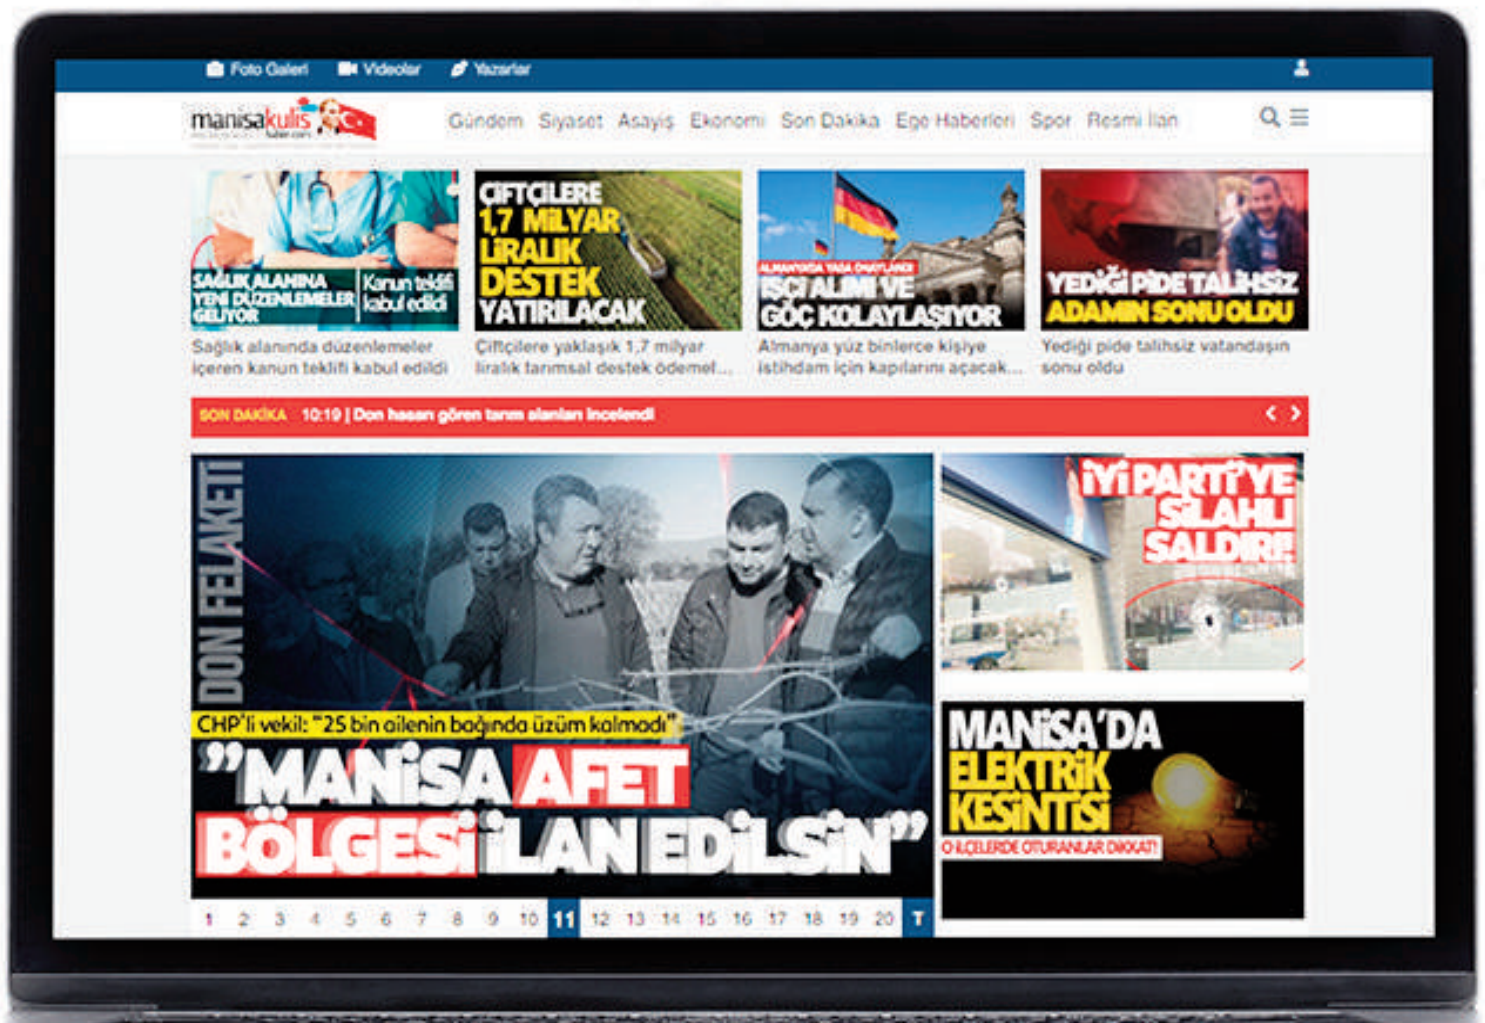 Foto Galeri Videolar Yazarlar
manisakulis
haber.com
Gündem Siyaset Asayiş Ekonomi Son Dakika Ege Haberleri Spor Resmi İlan
SAĞLIK ALANINA
YENİ DÜZENLEMELER
GELİYOR
Kanun teklifi
kabul edildi
Sağlık alanında düzenlemeler
içeren kanun teklifi kabul edildi
ÇİFTÇİLERE
1,7 MİLYAR
LİRALIK
DESTEK
YATIRILACAK
Çiftçilere yaklaşık 1,7 milyar
liralık tarımsal destek ödemel...
ALMANYA'DA YASA ONAYLANDI
İŞÇİ ALIMI VE
GÖÇ KOLAYLAŞIYOR
Almanya yüz binlerce kişiye
istihdam için kapılarını açacak...
YEDİĞİ PİDE TALİHSİZ
ADAMIN SONU OLDU
Yediği pide talihsiz vatandaşın
sonu oldu
SON DAKİKA 10:19 | Don hasarı gören tarım alanları incelendi
DON FELAKETİ
CHP'li vekil: "25 bin ailenin bağında üzüm kalmadı"
"MANİSA AFET
BÖLGESİ İLAN EDİLSİN"
1 2 3 4 5 6 7 8 9 10 11 12 13 14 15 16 17 18 19 20 T
İYİ PARTİ'YE
SİLAHLI
SALDIRI!
MANİSA'DA
ELEKTRİK
KESİNTİSİ
O İLÇELERDE OTURANLAR DİKKAT!